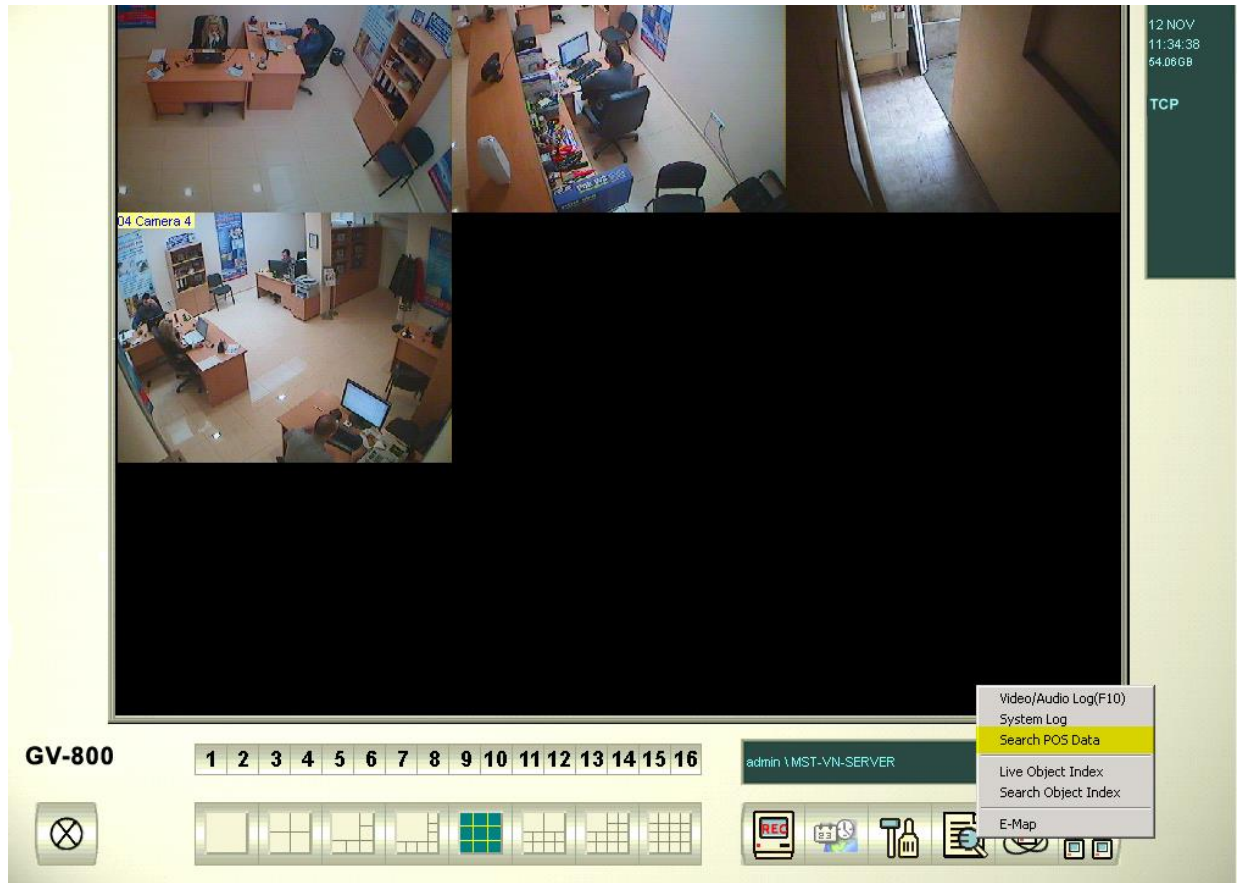 12 NOV
11:34:38
54.06GB
TCP
04 Camera 4
Video/Audio Log(F10)
System Log
Search POS Data
Live Object Index
Search Object Index
E-Map
GV-800
1 2 3 4 5 6 7 8 9 10 11 12 13 14 15 16
admin \ MST-VN-SERVER
REC
23